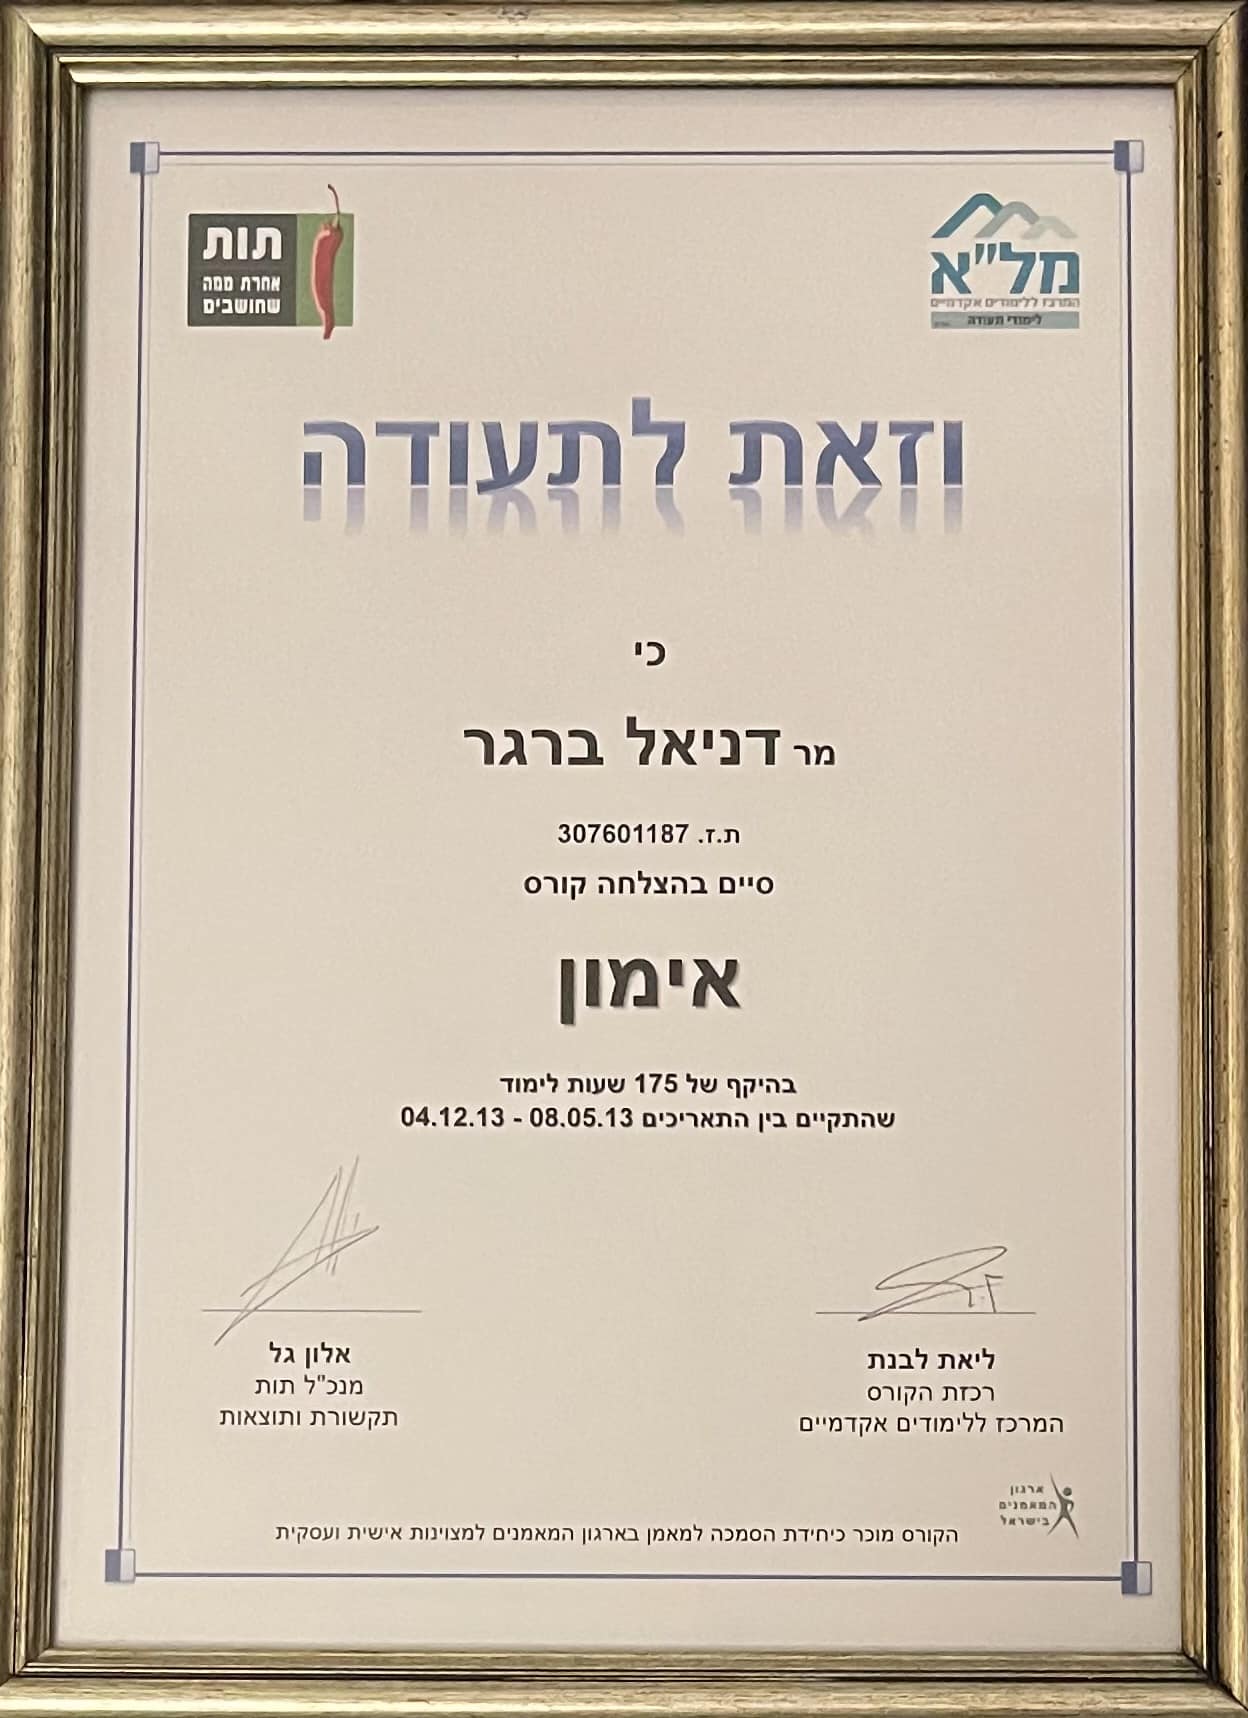 תות
אחרת ממה
שחושבים
מל"א
המרכז ללימודים אקדמיים
לימודי תעודה
וזאת לתעודה
כי
מר דניאל ברגר
ת.ז. 307601187
סיים בהצלחה קורס
אימון
בהיקף של 175 שעות לימוד
שהתקיים בין התאריכים 08.05.13 - 04.12.13
ליאת לבנת
רכזת הקורס
המרכז ללימודים אקדמיים
אלון גל
מנכ"ל תות
תקשורת ותוצאות
ארגון
המאמנים
בישראל
הקורס מוכר כיחידת הסמכה למאמן בארגון המאמנים למצוינות אישית ועסקית